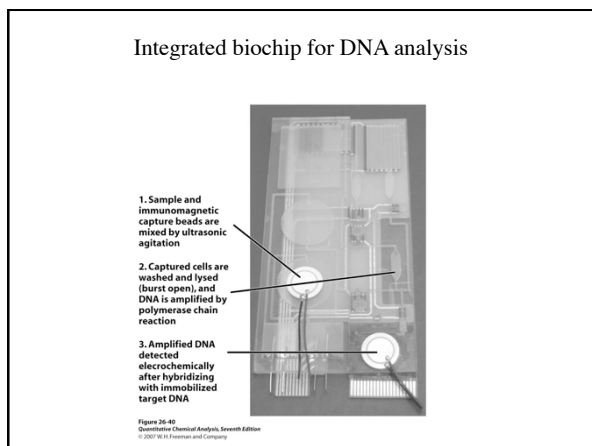 Integrated biochip for DNA analysis
1. Sample and
immunomagnetic
capture beads are
mixed by ultrasonic
agitation
2. Captured cells are
washed and lysed
(burst open), and
DNA is amplified by
polymerase chain
reaction
3. Amplified DNA
detected
elecrochemically
after hybridizing
with immobilized
target DNA
Figure 26-40
Quantitative Chemical Analysis, Seventh Edition
© 2007 W.H. Freeman and Company